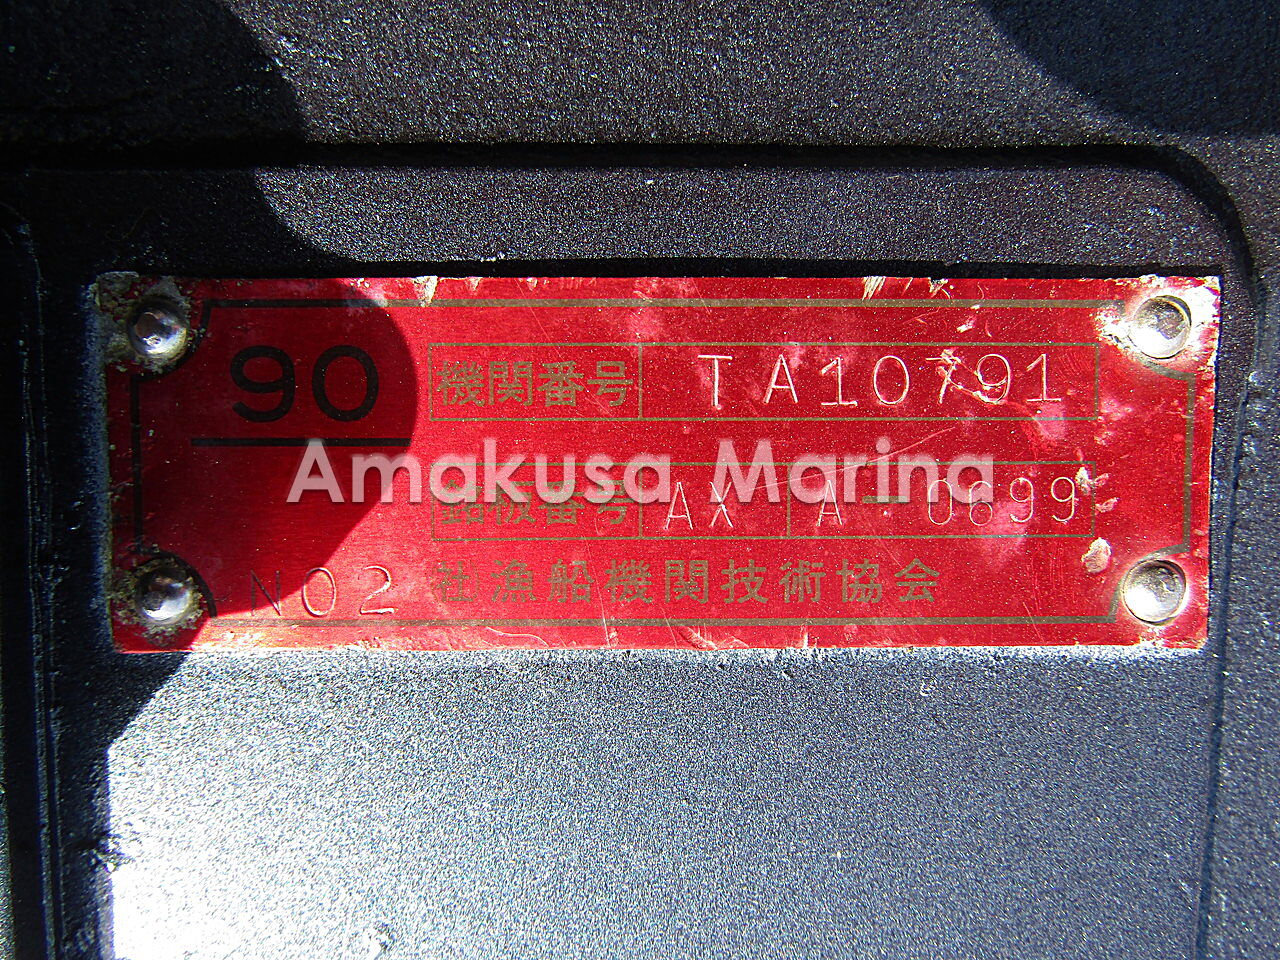 90
機関番号 TA10791
Amakusa Marina
銘板番号 AX A-0699
NO2 (社)漁船機関技術協会